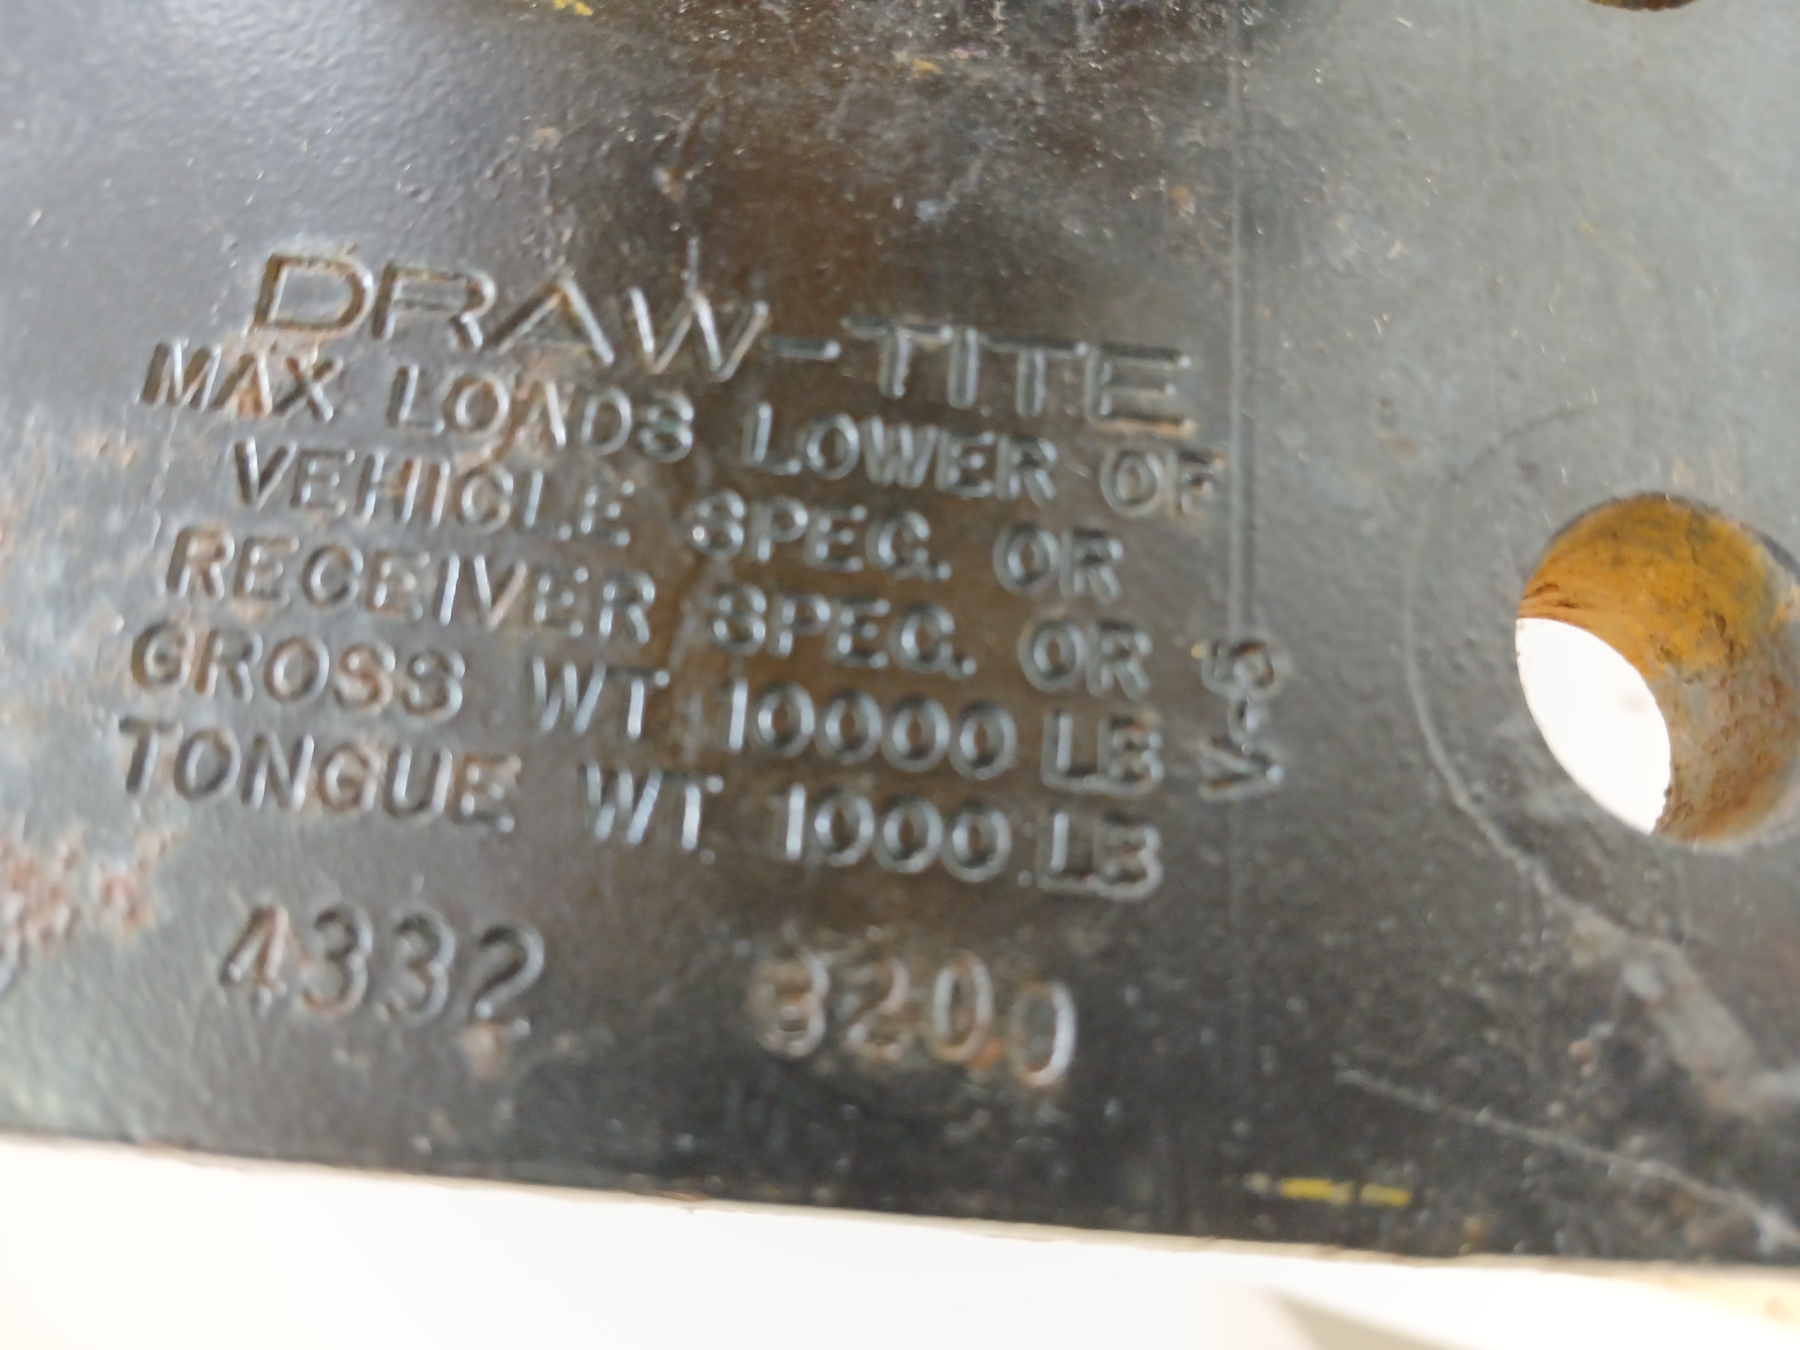 DRAW-TITE
MAX LOADS LOWER OF
VEHICLE SPEC. OR
RECEIVER SPEC. OR
GROSS WT 10000 LB
TONGUE WT. 1000 LB
V-5
4332 3200